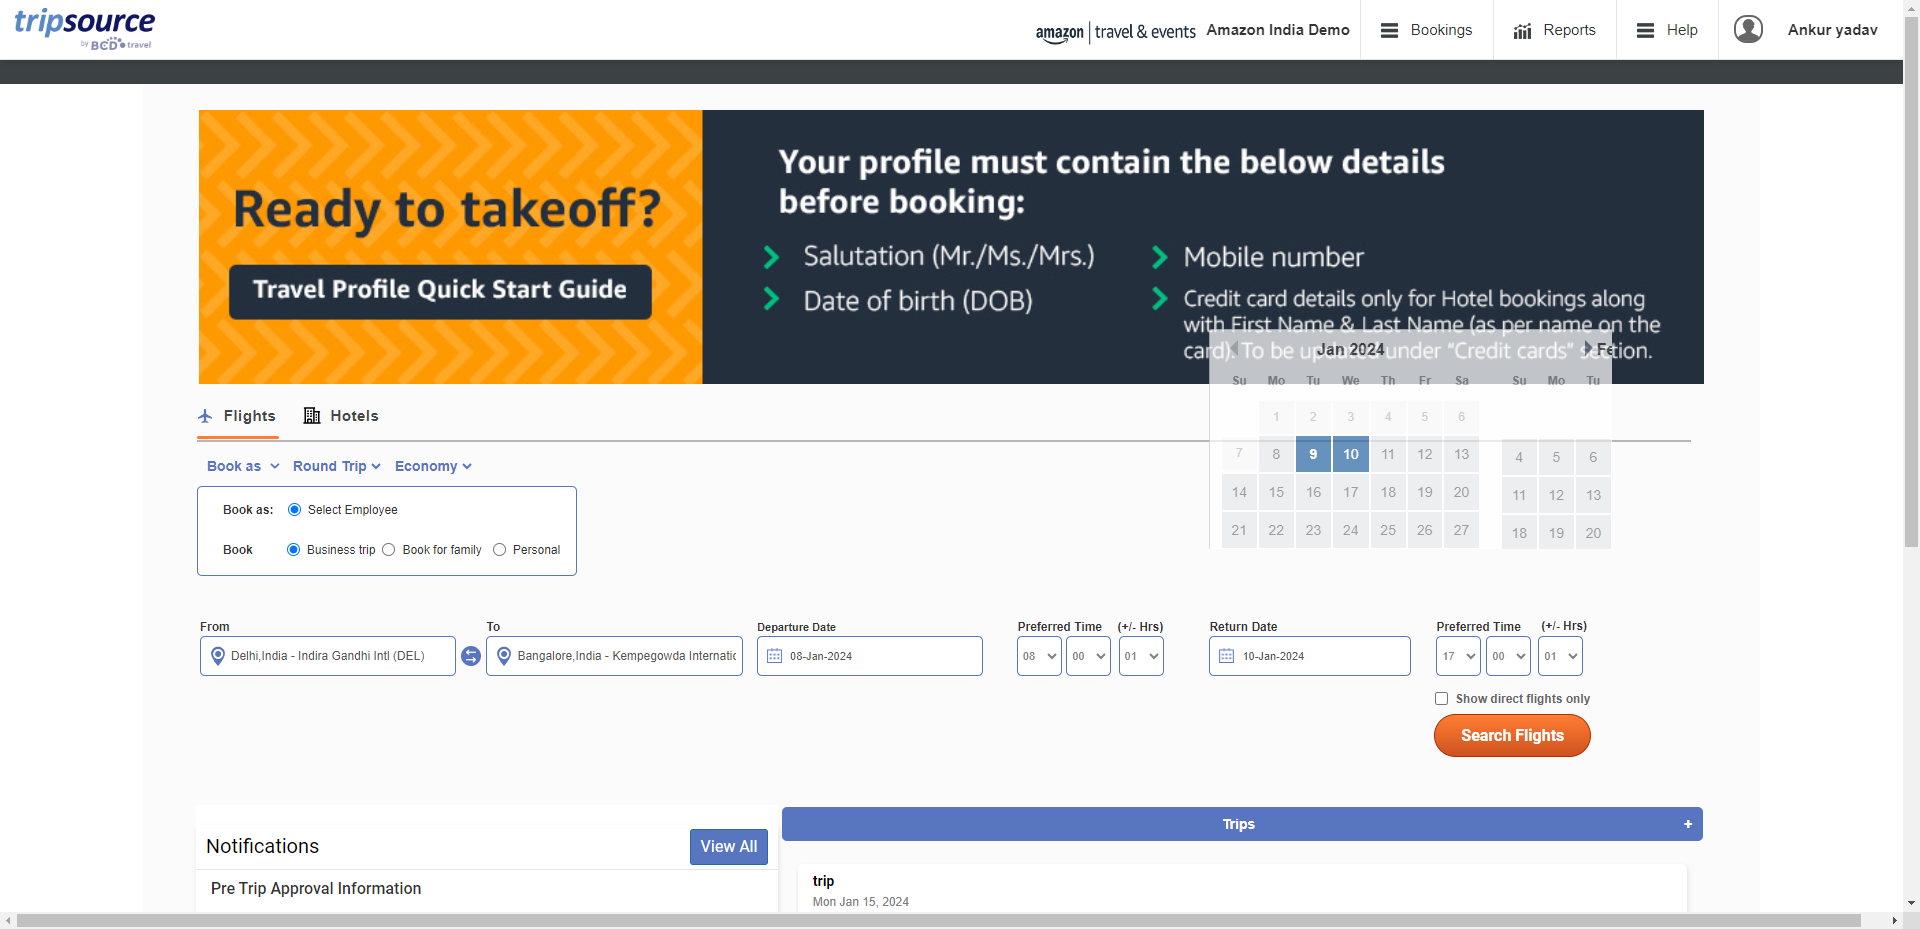 tripsource
by BCD travel
amazon | travel & events
Amazon India Demo
Bookings
Reports
Help
Ankur yadav
Ready to takeoff?
Travel Profile Quick Start Guide
Your profile must contain the below details
before booking:
Salutation (Mr./Ms./Mrs.)
Date of birth (DOB)
Mobile number
Credit card details only for Hotel bookings along
with First Name & Last Name (as per name on the
card). To be updated under “Credit cards” section.
Jan 2024
Fe
Su Mo Tu We Th Fr Sa
1 2 3 4 5 6
7 8 9 10 11 12 13
14 15 16 17 18 19 20
21 22 23 24 25 26 27
Su Mo Tu
4 5 6
11 12 13
18 19 20
Flights
Hotels
Book as
Round Trip
Economy
Book as: Select Employee
Book Business trip Book for family Personal
From
Delhi,India - Indira Gandhi Intl (DEL)
To
Bangalore,India - Kempegowda Internatic
Departure Date
08-Jan-2024
Preferred Time (+/- Hrs)
08 00 01
Return Date
10-Jan-2024
Preferred Time (+/- Hrs)
17 00 01
Show direct flights only
Search Flights
Notifications
View All
Pre Trip Approval Information
Trips +
trip
Mon Jan 15, 2024